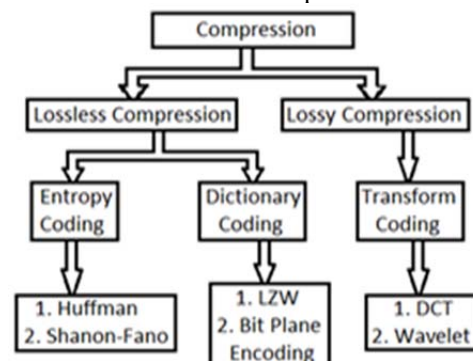 Compression
Lossless Compression
Lossy Compression
Entropy
Coding
Dictionary
Coding
Transform
Coding
1. Huffman
2. Shanon-Fano
1. LZW
2. Bit Plane
Encoding
1. DCT
2. Wavelet